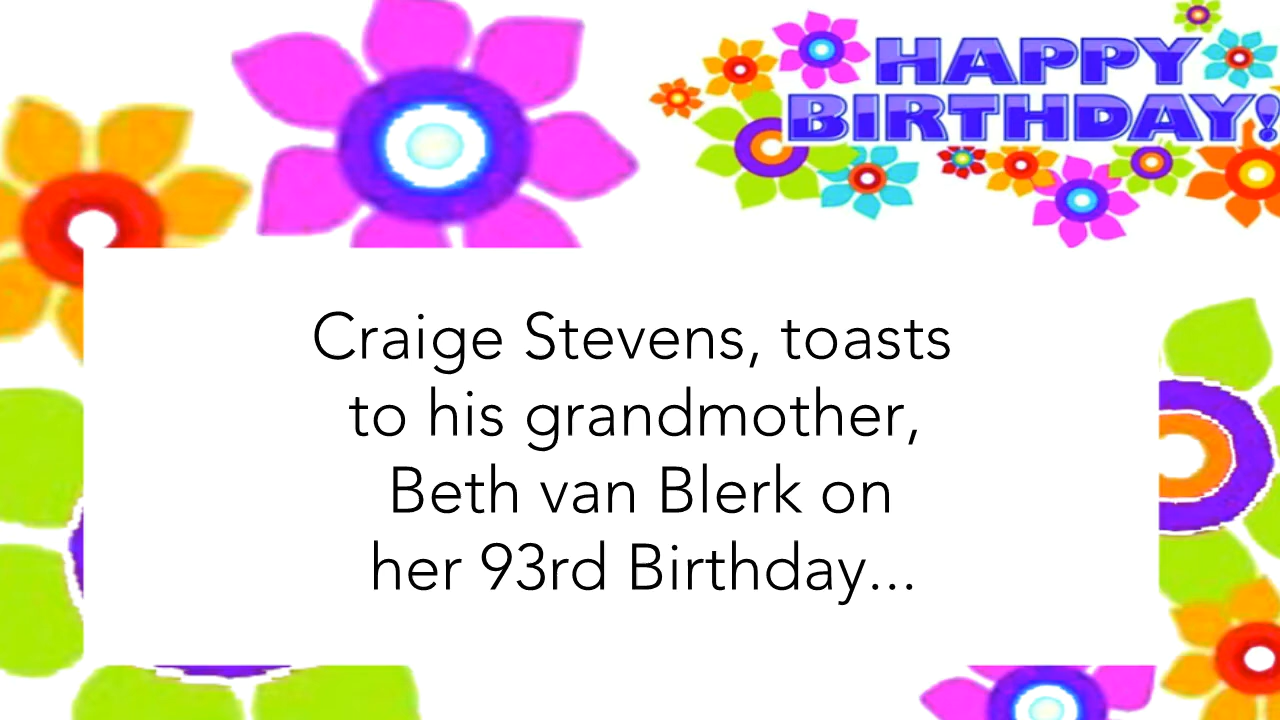 HAPPY
BIRTHDAY!
Craige Stevens, toasts
to his grandmother,
Beth van Blerk on
her 93rd Birthday...